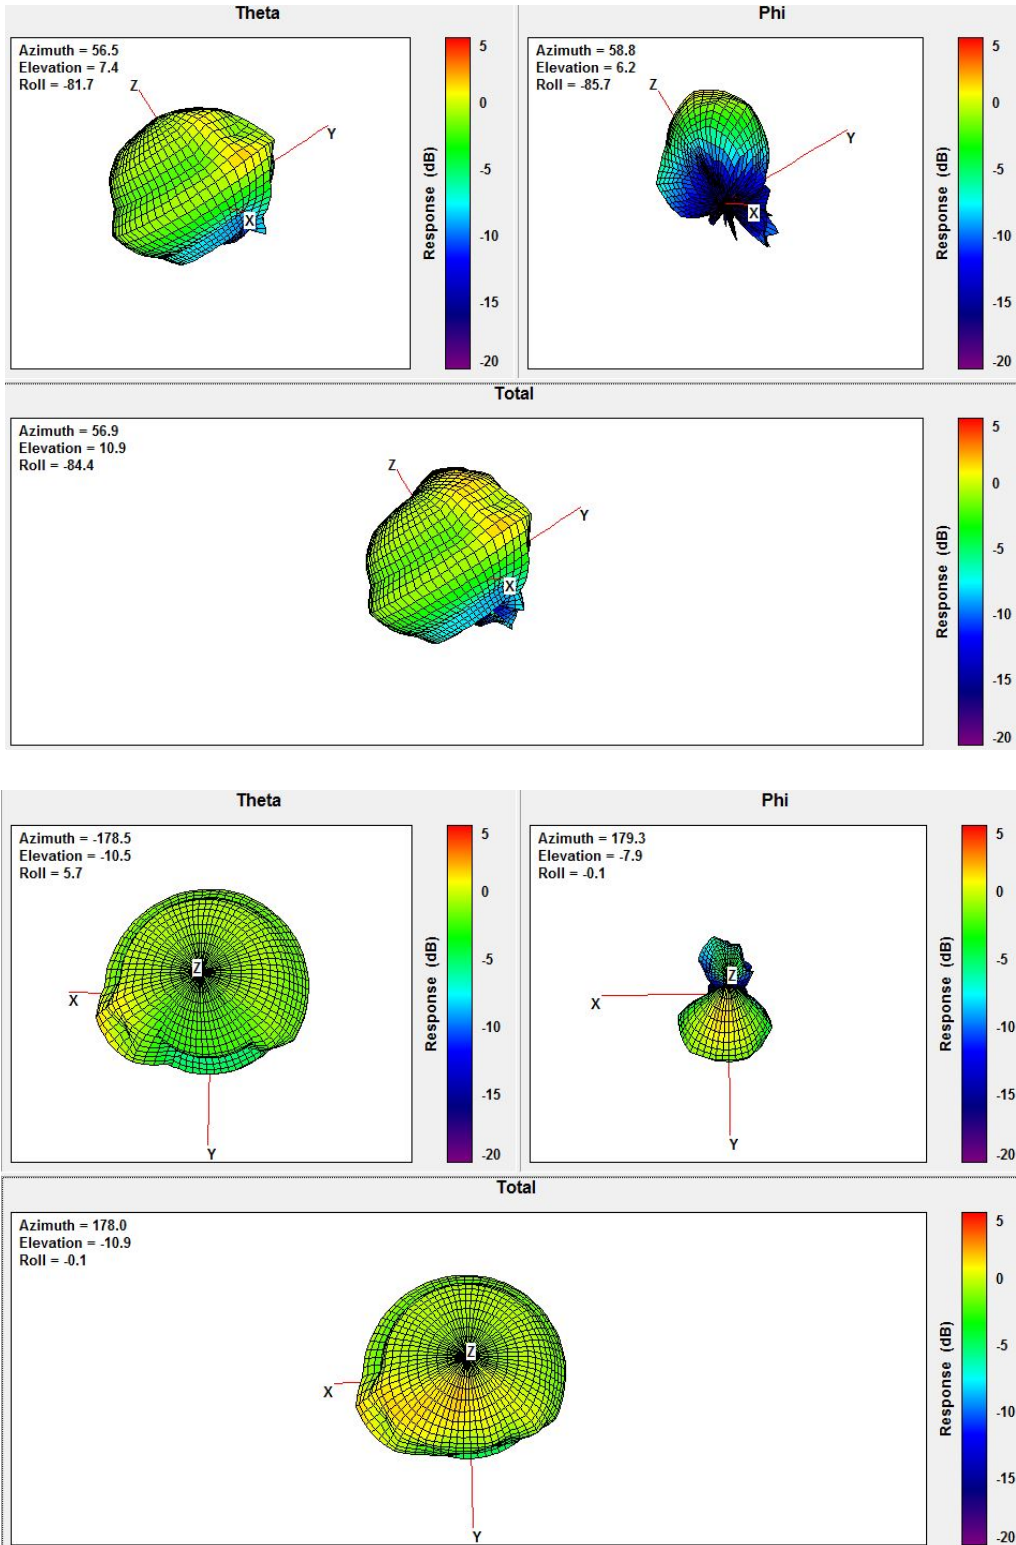 Theta
Azimuth = 56.5
Elevation = 7.4
Roll = -81.7
Z
Y
X
5
0
-5
-10
-15
-20
Response (dB)
Phi
Azimuth = 58.8
Elevation = 6.2
Roll = -85.7
Z
Y
X
5
0
-5
-10
-15
-20
Response (dB)
Total
Azimuth = 56.9
Elevation = 10.9
Roll = -84.4
Z
Y
X
5
0
-5
-10
-15
-20
Response (dB)
Theta
Azimuth = -178.5
Elevation = -10.5
Roll = 5.7
Z
X
Y
5
0
-5
-10
-15
-20
Response (dB)
Phi
Azimuth = 179.3
Elevation = -7.9
Roll = -0.1
Z
X
Y
5
0
-5
-10
-15
-20
Response (dB)
Total
Azimuth = 178.0
Elevation = -10.9
Roll = -0.1
Z
X
Y
5
0
-5
-10
-15
-20
Response (dB)